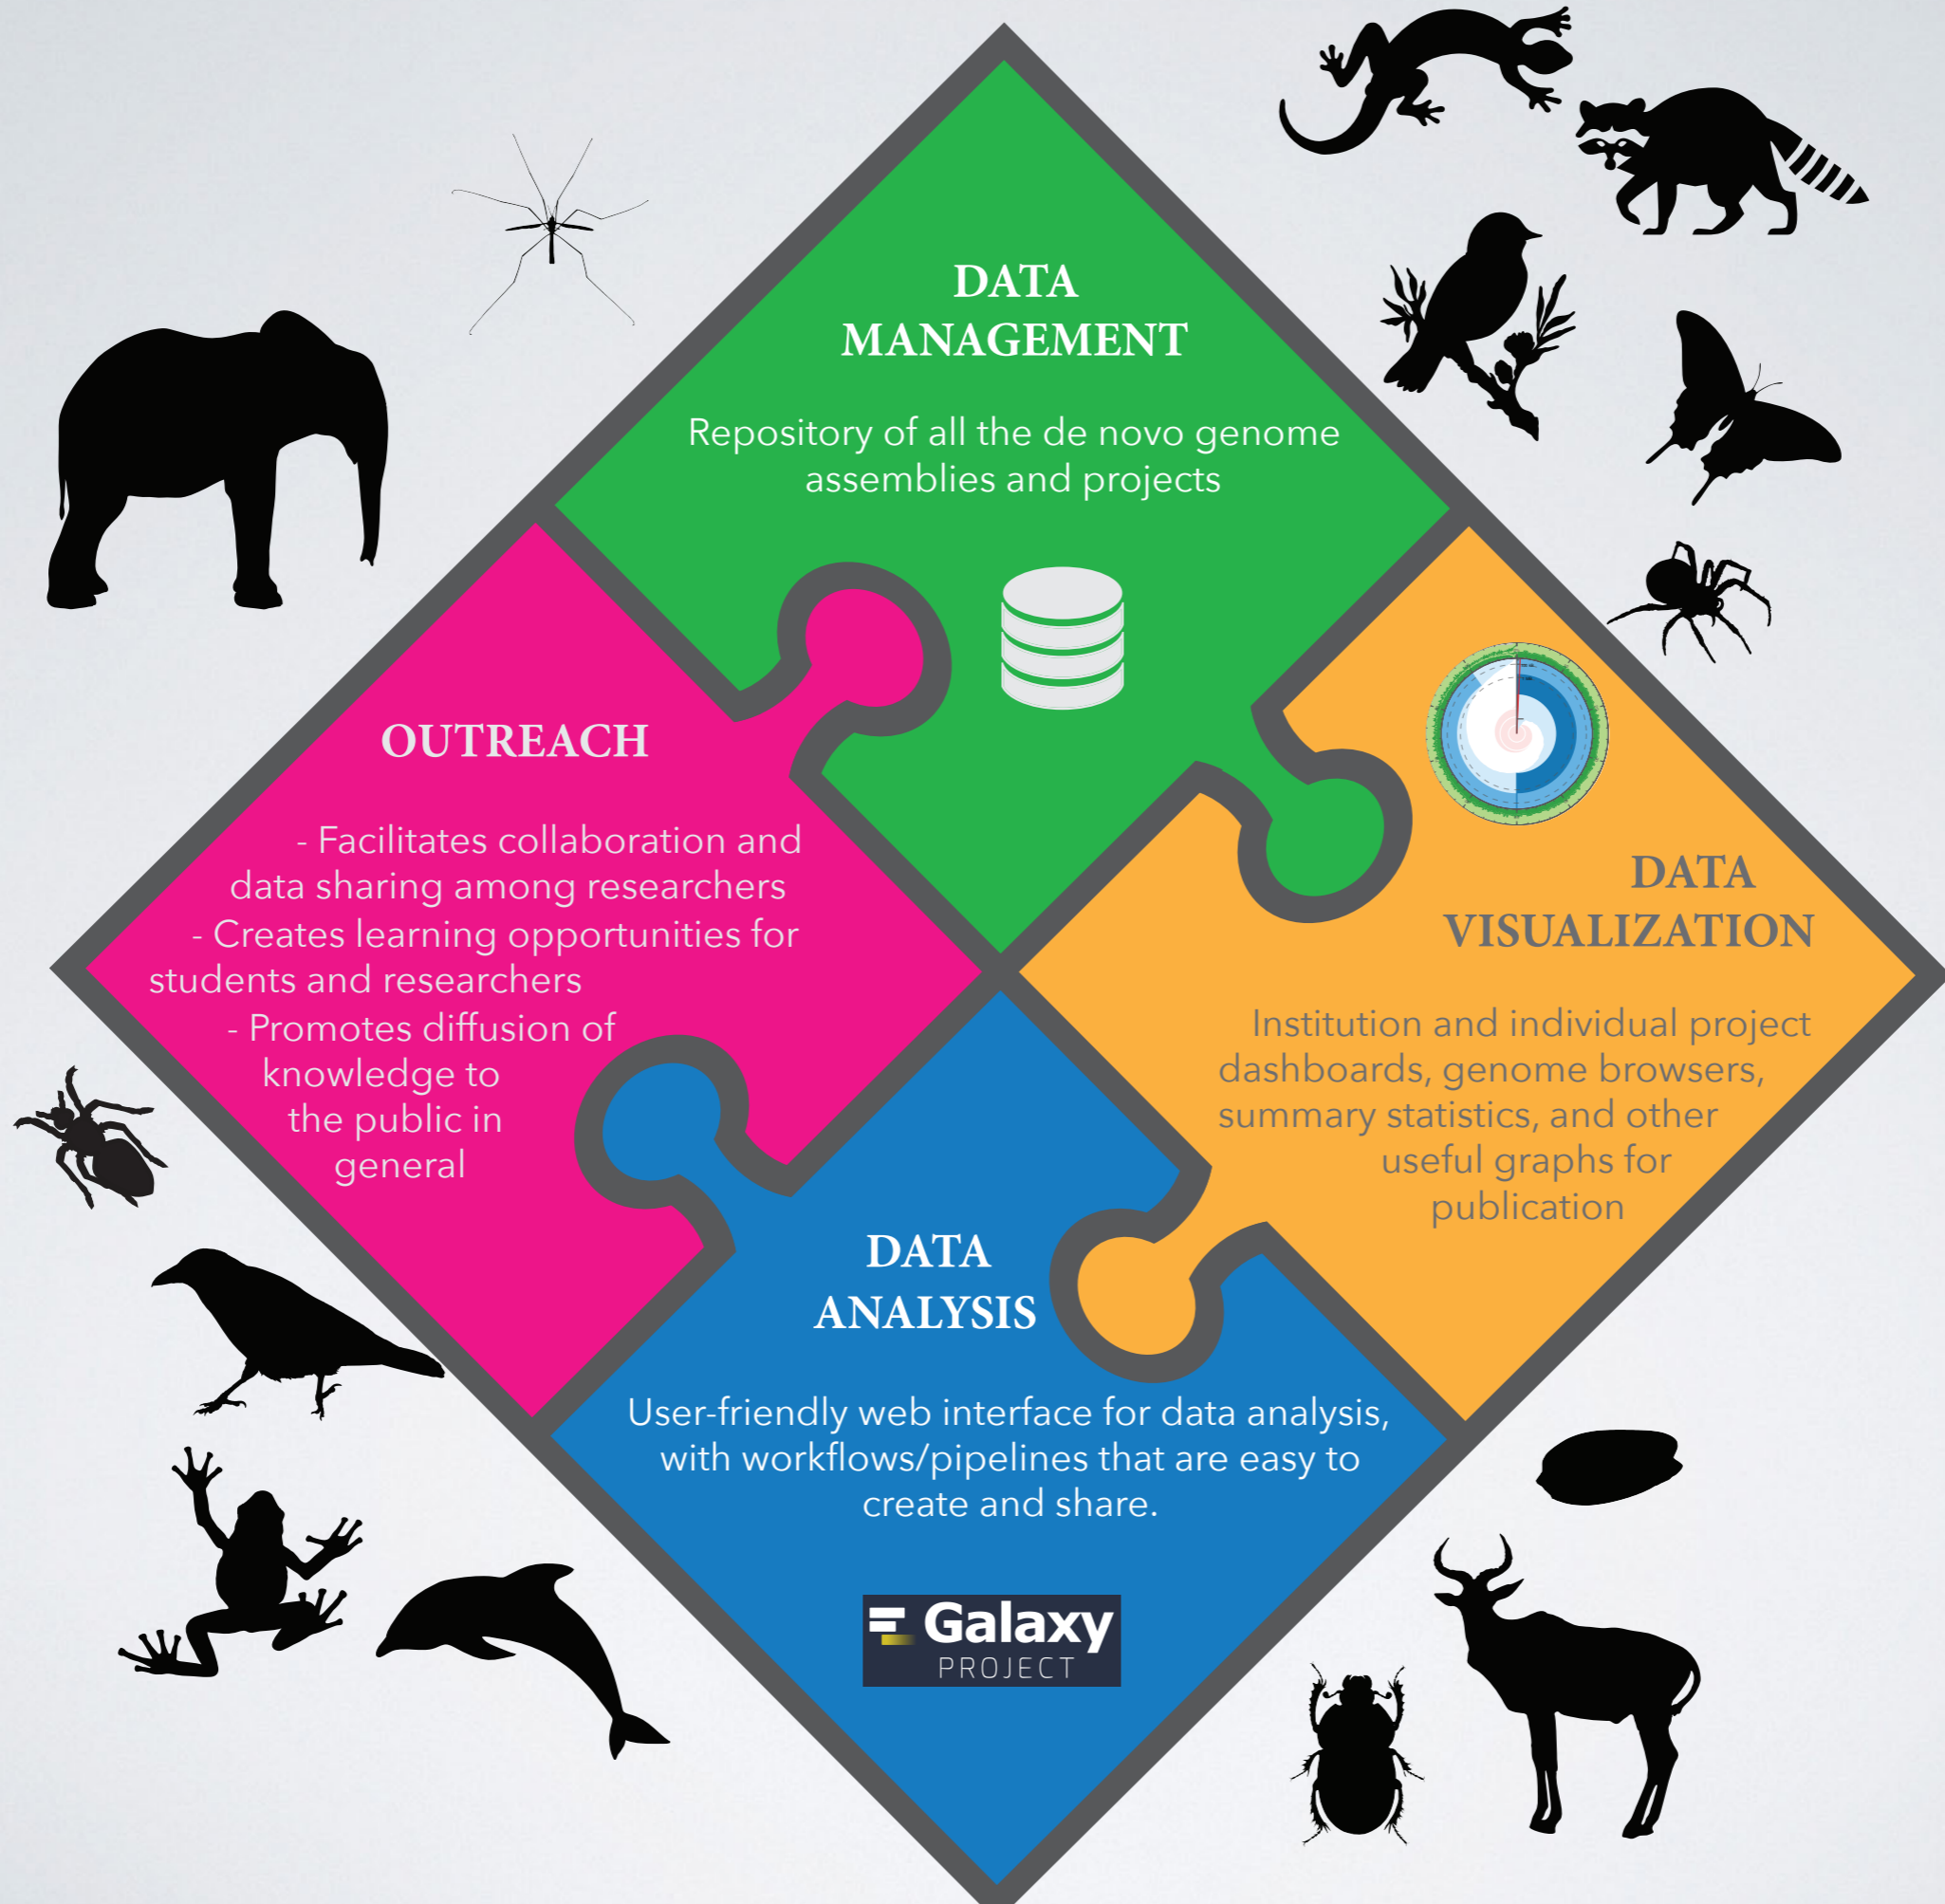 DATA
MANAGEMENT
Repository of all the de novo genome
assemblies and projects
OUTREACH
- Facilitates collaboration and
data sharing among researchers
- Creates learning opportunities for
students and researchers
- Promotes diffusion of
knowledge to
the public in
general
DATA
VISUALIZATION
Institution and individual project
dashboards, genome browsers,
summary statistics, and other
useful graphs for
publication
DATA
ANALYSIS
User-friendly web interface for data analysis,
with workflows/pipelines that are easy to
create and share.
Galaxy
PROJECT